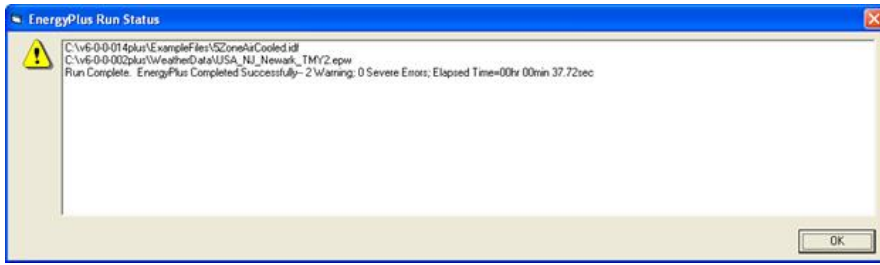 EnergyPlus Run Status
C:\v6-0-0-014plus\ExampleFiles\5ZoneAirCooled.idf
C:\v6-0-0-002plus\WeatherData\USA_NJ_Newark_TMY2.epw
Run Complete. EnergyPlus Completed Successfully-- 2 Warning; 0 Severe Errors; Elapsed Time=00hr 00min 37.72sec
OK